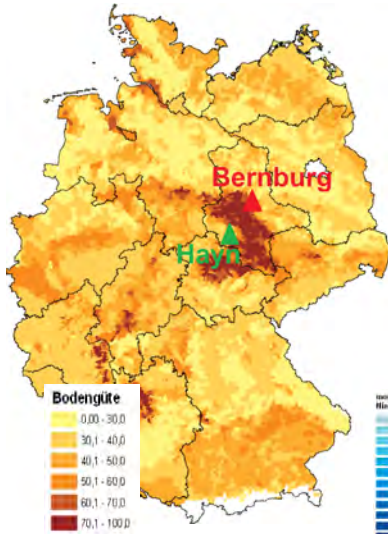 Bernburg
Hayn
Bodengüte
0,00 - 30,0
30,1 - 40,0
40,1 - 50,0
50,1 - 60,0
60,1 - 70,0
70,1 - 100,0